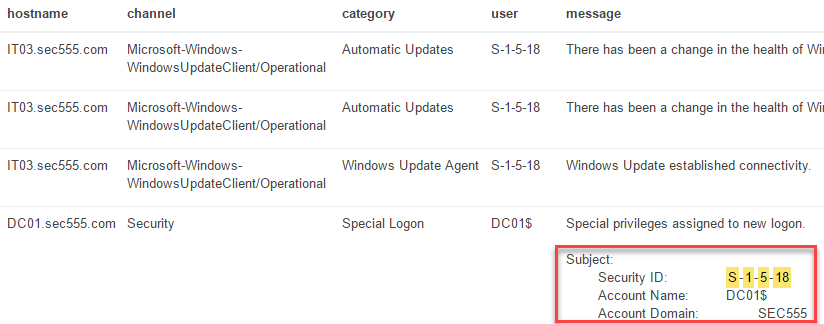 hostname channel category user message
IT03.sec555.com Microsoft-Windows- Automatic Updates S-1-5-18 There has been a change in the health of
WindowsUpdateClient/Operational
IT03.sec555.com Microsoft-Windows- Automatic Updates S-1-5-18 There has been a change in the health of
WindowsUpdateClient/Operational
IT03.sec555.com Microsoft-Windows- Windows Update Agent S-1-5-18 Windows Update established connectivity.
WindowsUpdateClient/Operational
DC01.sec555.com Security Special Logon DC01$ Special privileges assigned to new logon.
Subject:
Security ID: S-1-5-18
Account Name: DC01$
Account Domain: SEC555